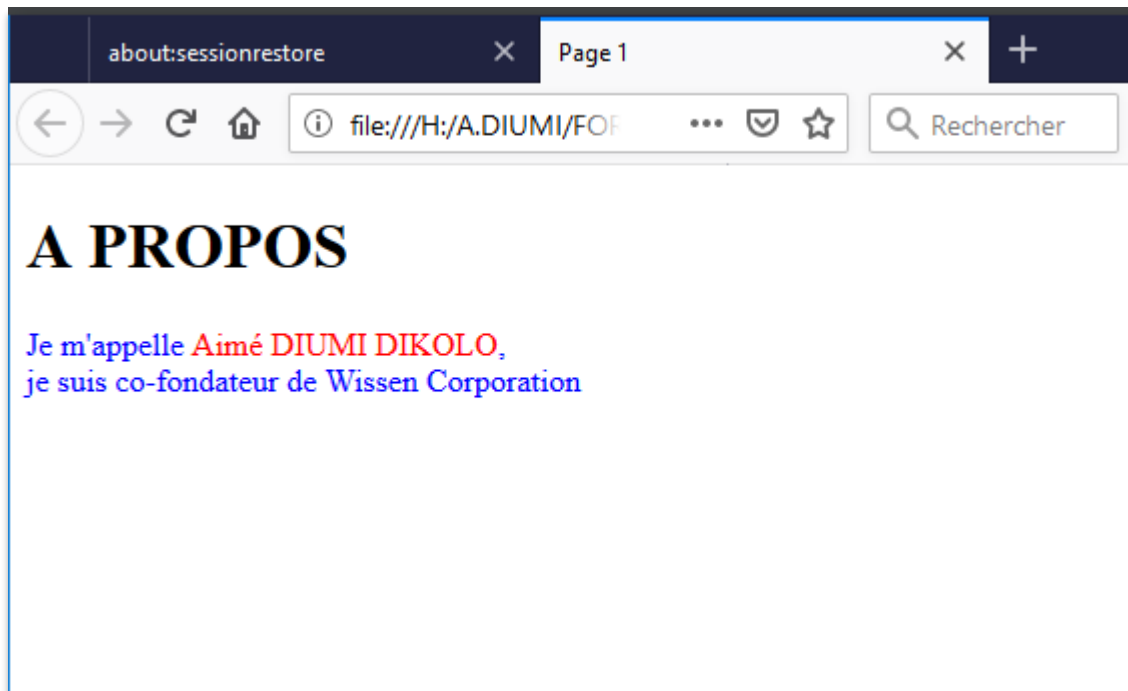 about:sessionrestore
Page 1
file:///H:/A.DIUMI/FOR
Rechercher
A PROPOS
Je m'appelle Aimé DIUMI DIKOLO,
je suis co-fondateur de Wissen Corporation